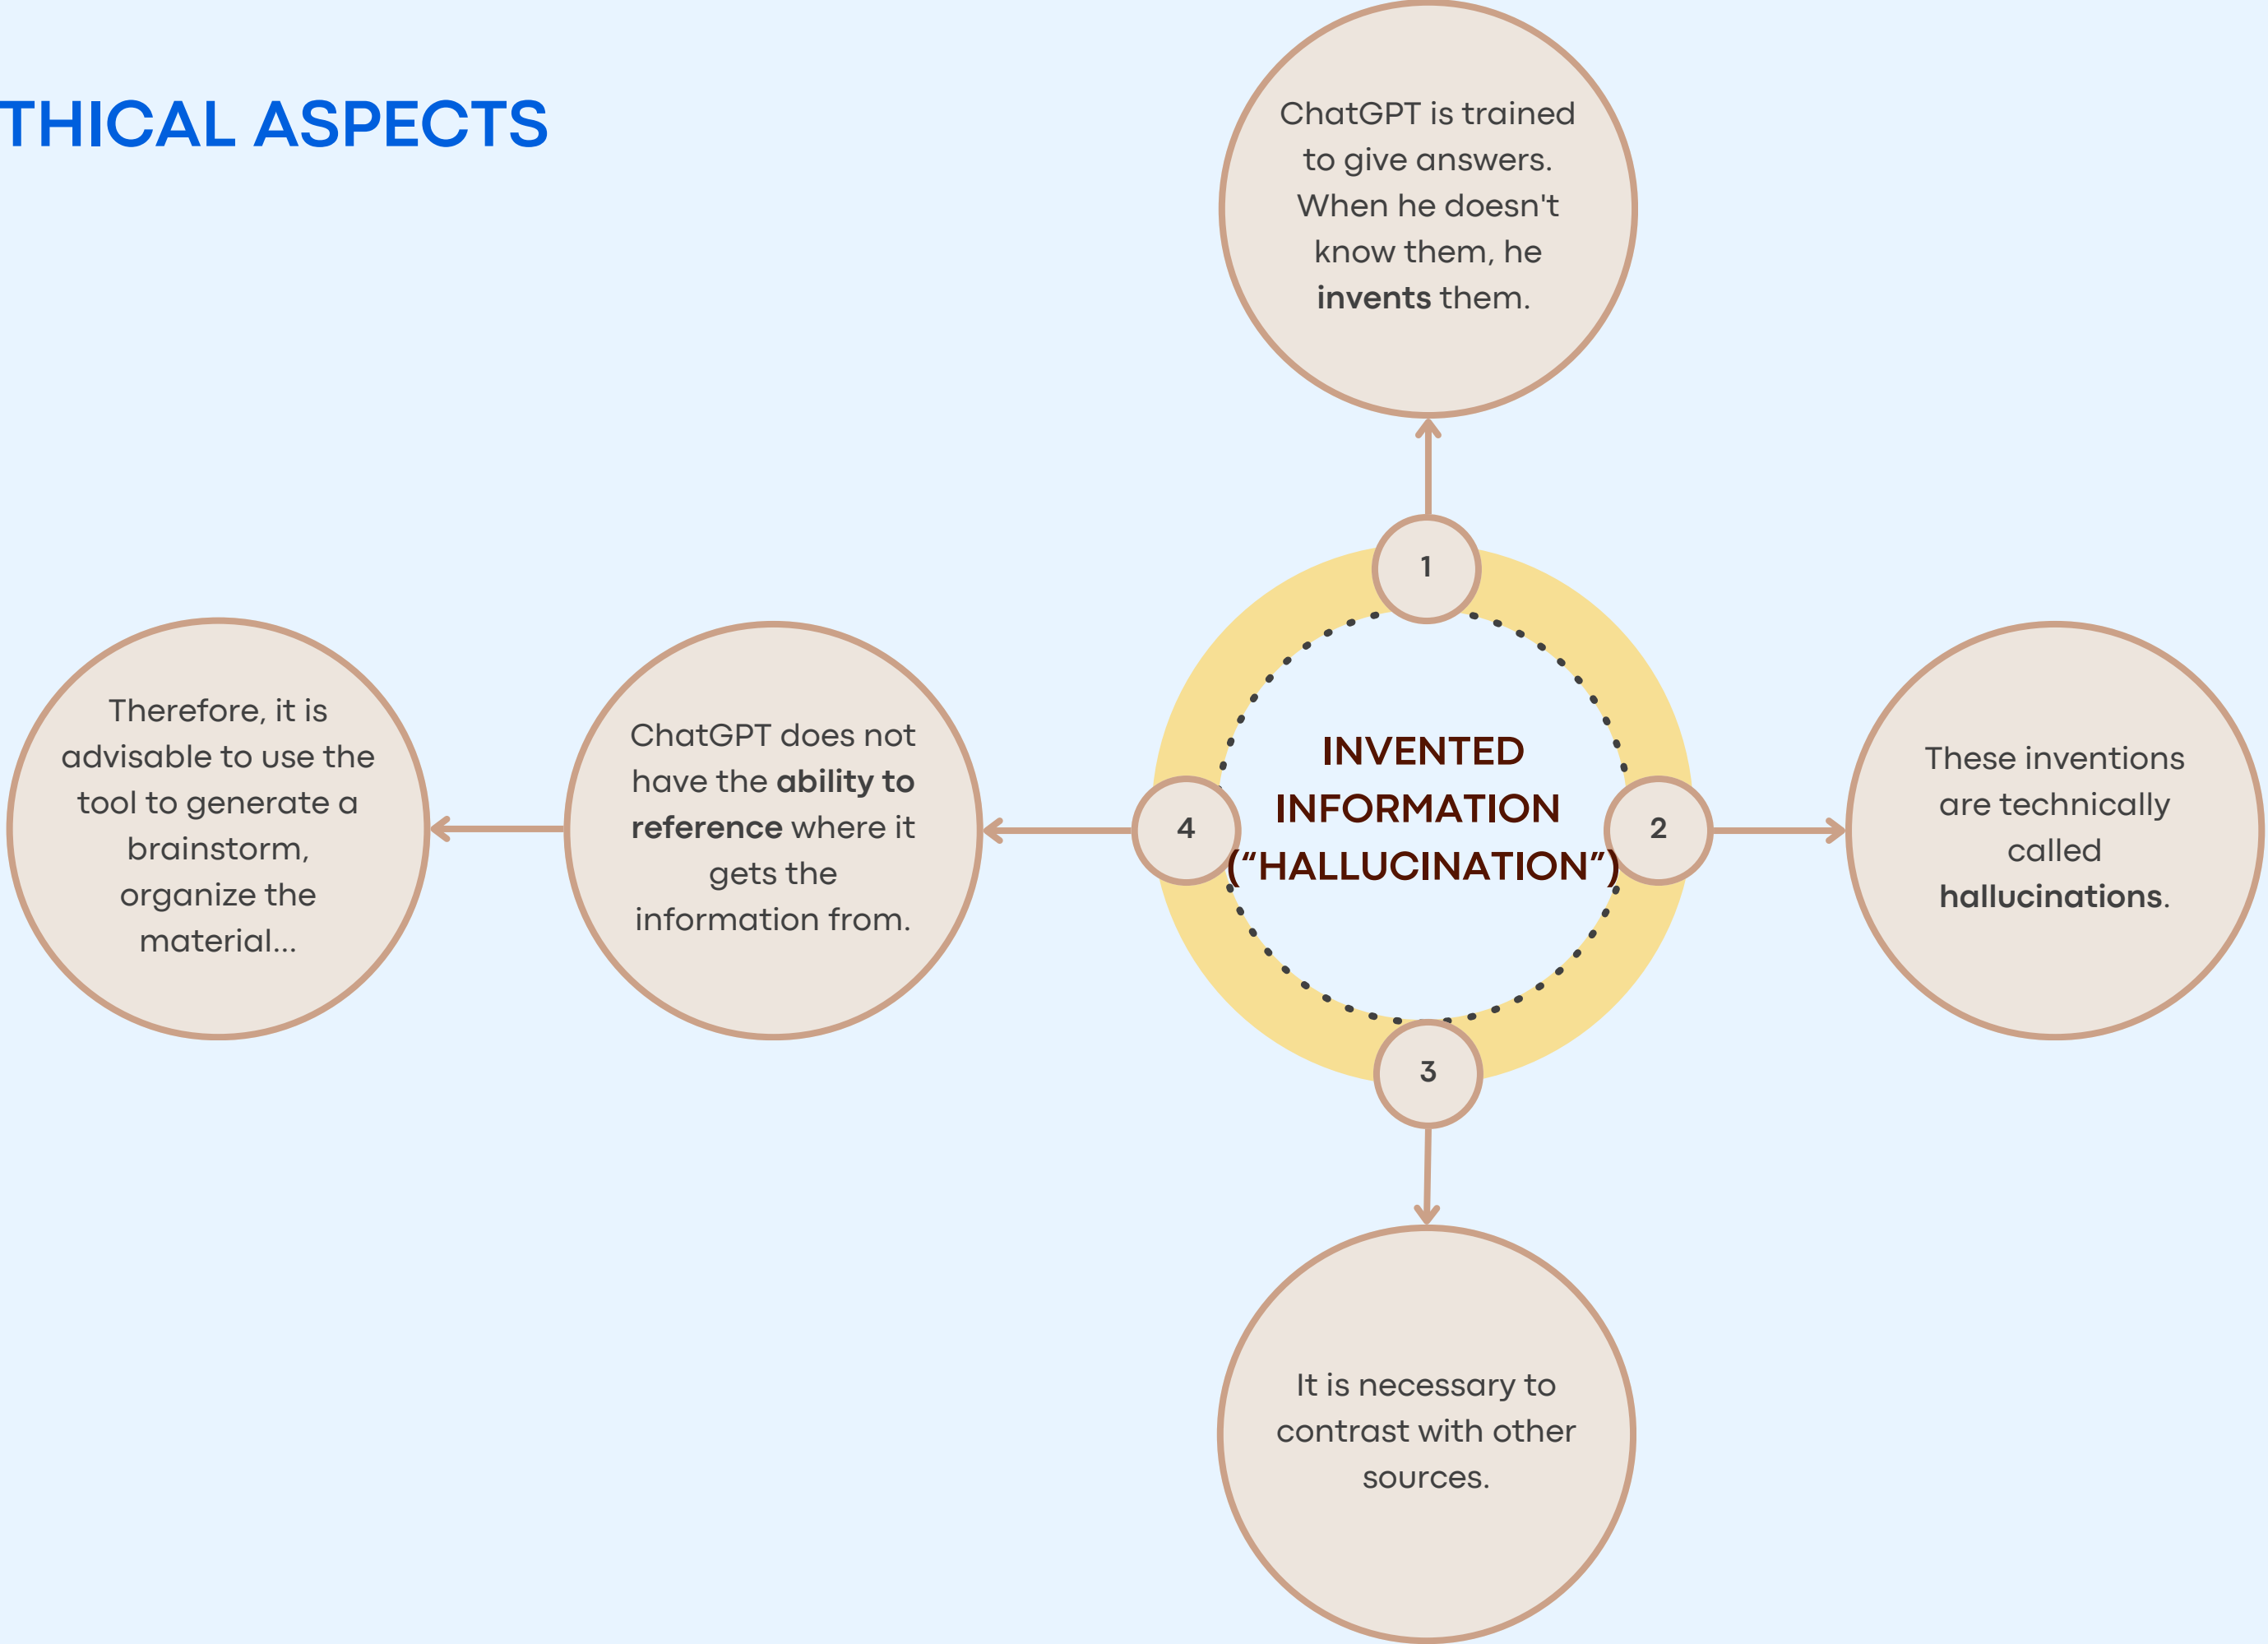 THICAL ASPECTS
ChatGPT is trained
to give answers.
When he doesn't
know them, he
invents them.
1
INVENTED
INFORMATION
(“HALLUCINATION”)
2
These inventions
are technically
called
hallucinations.
3
It is necessary to
contrast with other
sources.
4
ChatGPT does not
have the ability to
reference where it
gets the
information from.
Therefore, it is
advisable to use the
tool to generate a
brainstorm,
organize the
material...